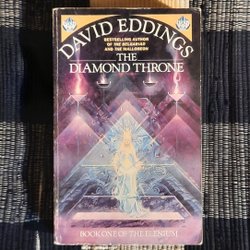 DAVID EDDINGS
BESTSELLING AUTHOR
OF THE BELGARIAD
AND THE MALLOREON
THE
DIAMOND THRONE
BOOK ONE OF THE ELENIUM